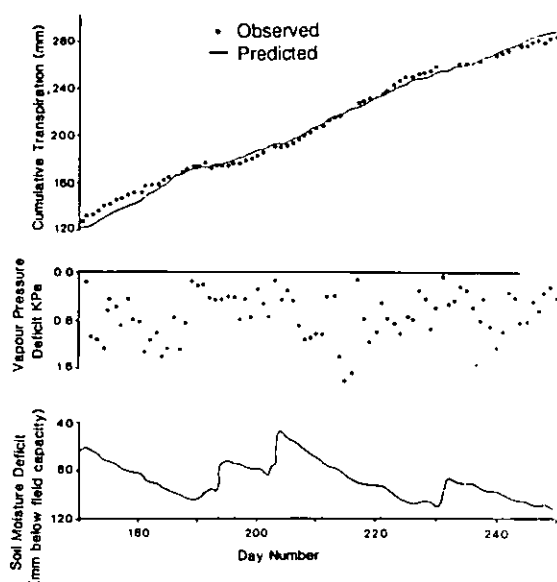 Observed
Predicted
Cumulative Transpiration (mm)
280
240
200
160
120
Vapour Pressure
Deficit KPa
0.0
0.8
1.6
Soil Moisture Deficit
(mm below field capacity)
40
80
120
180
200
220
240
Day Number